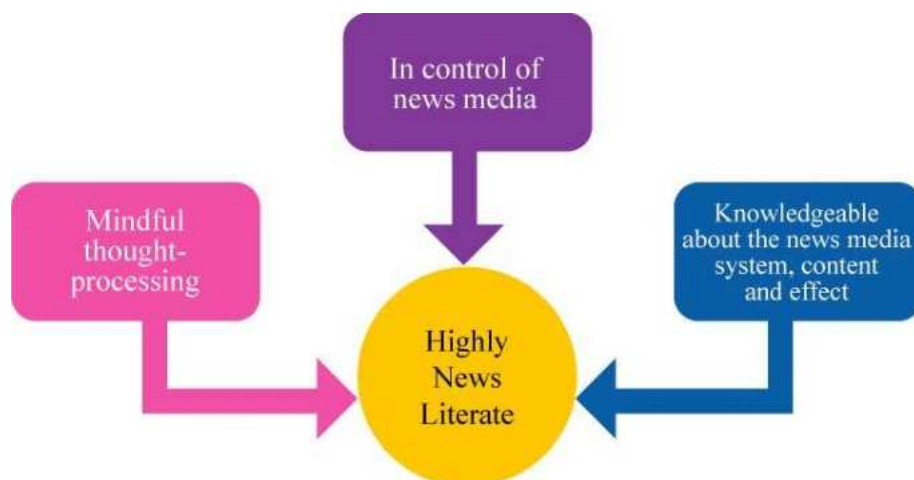 In control of
news media
Mindful
thought-
processing
Knowledgeable
about the news media
system, content
and effect
Highly
News
Literate